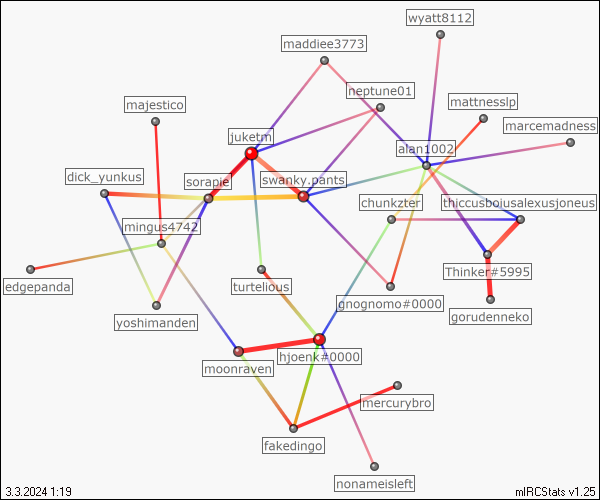 wyatt8112
maddiee3773
neptune01
mattnesslp
majestico
marcemadness
juketm
alan1002
dick_yunkus
sorapie
swanky.pants
chunkzter
thiccusboiusalexusjoneus
mingus4742
Thinker#5995
edgepanda
turtelious
gnognomo#0000
yoshimanden
gorudenneko
moonraven
hjoenk#0000
mercurybro
fakedingo
nonameisleft
3.3.2024 1:19
mIRCStats v1.25